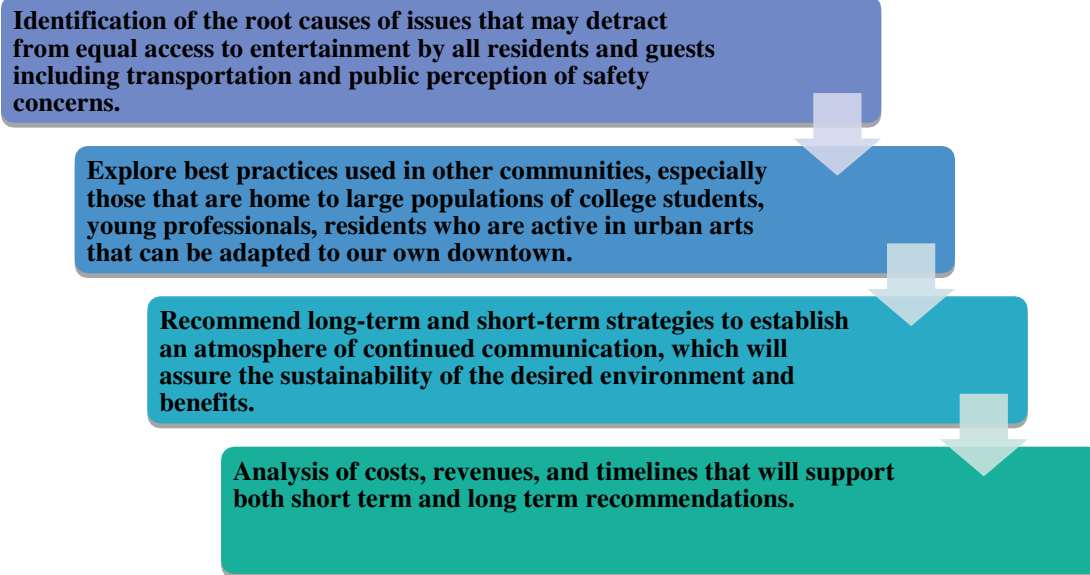 Identification of the root causes of issues that may detract
from equal access to entertainment by all residents and guests
including transportation and public perception of safety
concerns.
Explore best practices used in other communities, especially
those that are home to large populations of college students,
young professionals, residents who are active in urban arts
that can be adapted to our own downtown.
Recommend long-term and short-term strategies to establish
an atmosphere of continued communication, which will
assure the sustainability of the desired environment and
benefits.
Analysis of costs, revenues, and timelines that will support
both short term and long term recommendations.